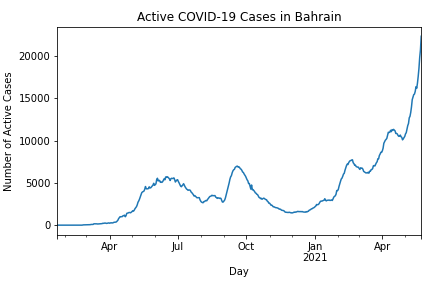 Active COVID-19 Cases in Bahrain
Number of Active Cases
20000
15000
10000
5000
0
Apr
Jul
Oct
Jan
2021
Apr
Day